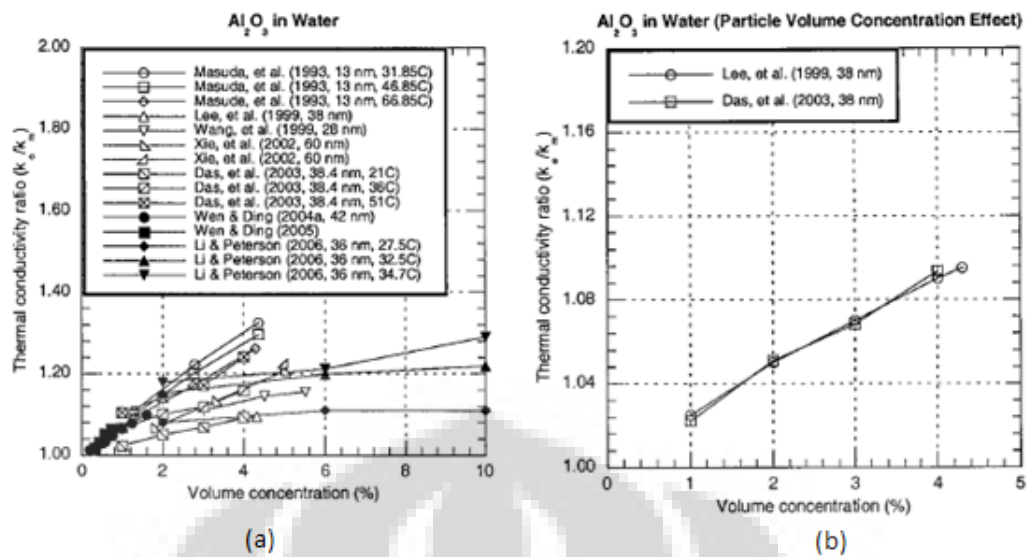 Al2O3 in Water
Thermal conductivity ratio (ke/km)
2.00
1.80
1.60
1.40
1.20
1.00
Masuda, et al. (1993, 13 nm, 31.85C)
Masuda, et al. (1993, 13 nm, 46.85C)
Masuda, et al. (1993, 13 nm, 66.85C)
Lee, et al. (1999, 38 nm)
Wang, et al. (1999, 28 nm)
Xie, et al. (2002, 60 nm)
Xie, et al. (2002, 60 nm)
Das, et al. (2003, 38.4 nm, 21C)
Das, et al. (2003, 38.4 nm, 36C)
Das, et al. (2003, 38.4 nm, 51C)
Wen & Ding (2004a, 42 nm)
Wen & Ding (2005)
Li & Peterson (2006, 36 nm, 27.5C)
Li & Peterson (2006, 36 nm, 32.5C)
Li & Peterson (2006, 36 nm, 34.7C)
0 2 4 6 8 10
Volume concentration (%)
(a)
Al2O3 in Water (Particle Volume Concentration Effect)
Thermal conductivity ratio (ke/km)
1.20
1.16
1.12
1.08
1.04
1.00
Lee, et al. (1999, 38 nm)
Das, et al. (2003, 38 nm)
0 1 2 3 4 5
Volume concentration (%)
(b)